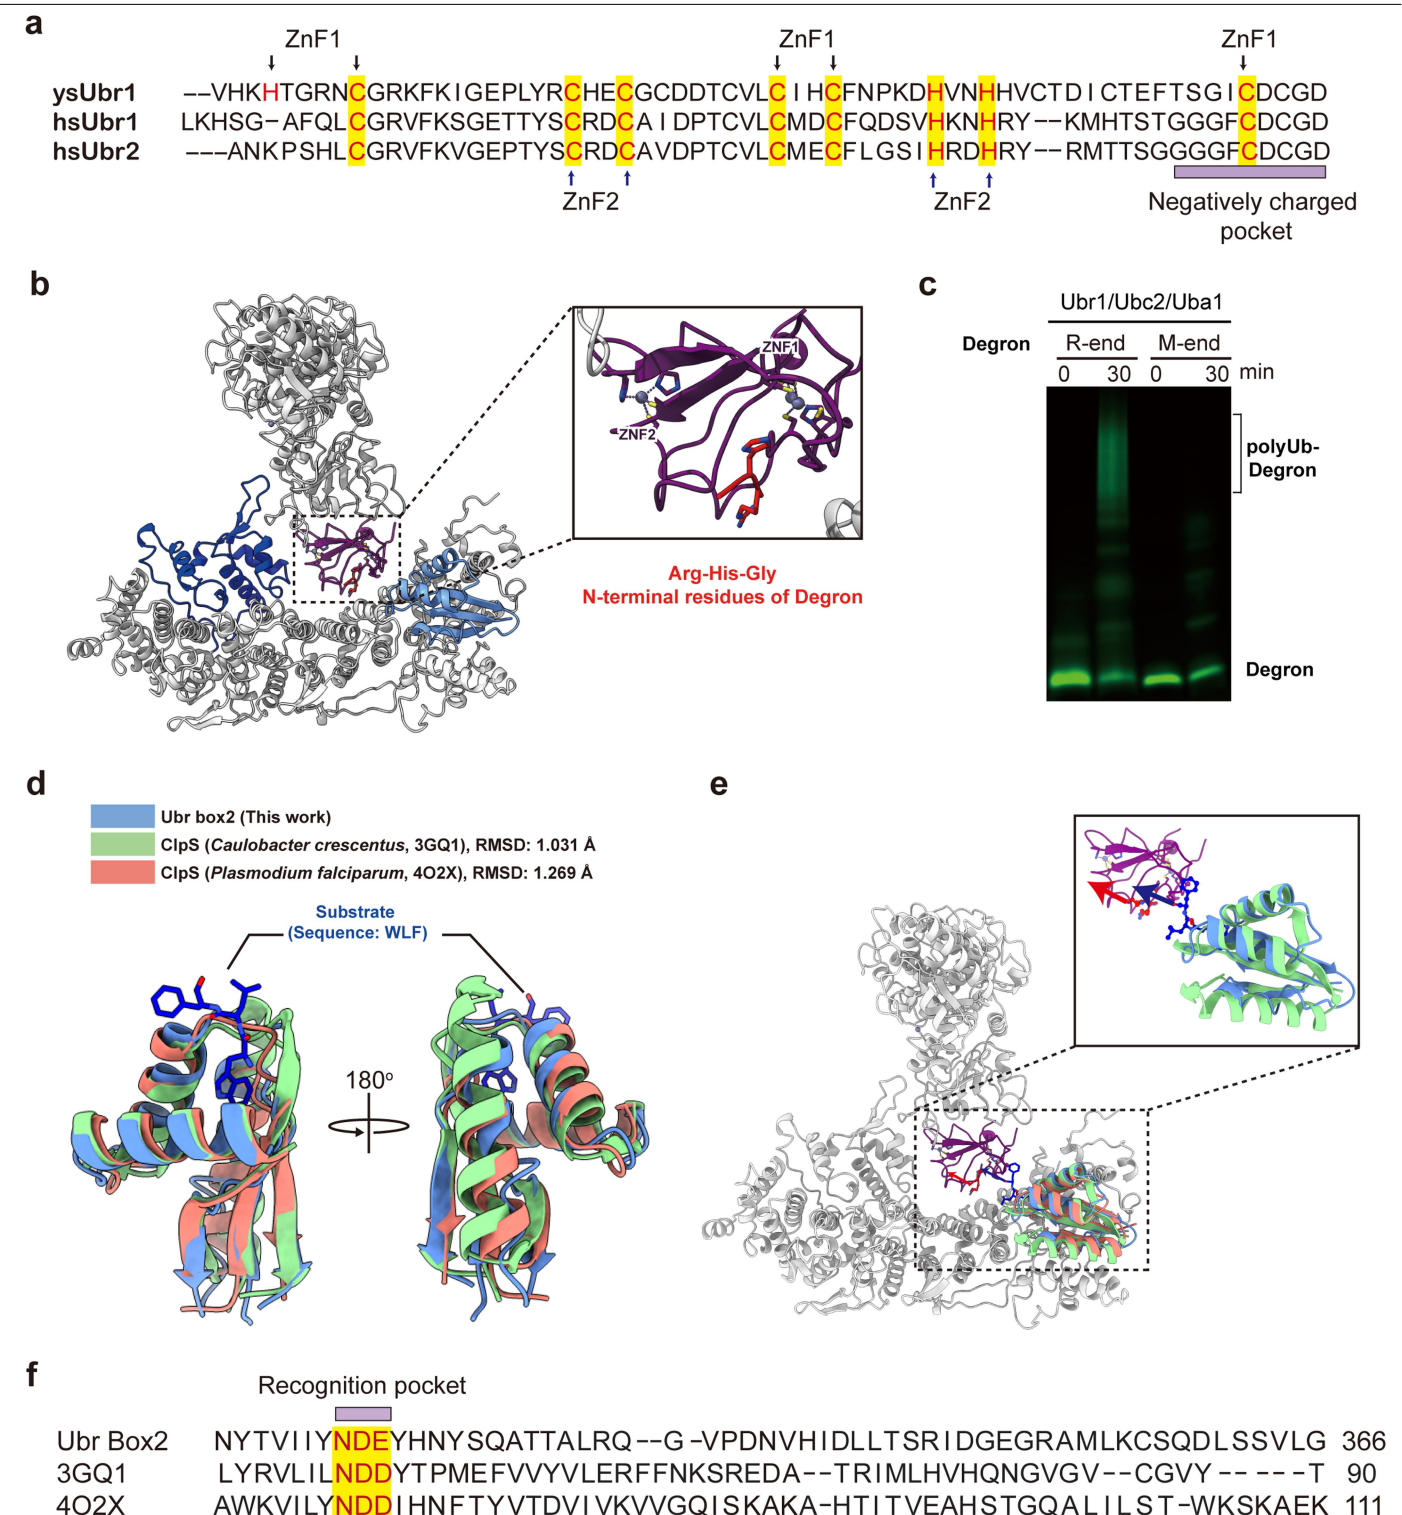 a
ZnF1 ZnF1 ZnF1
ysUbr1 --VHKHTGRNCGRKFKIGEPLYRCHECGCDDTCVLCIHCFNPKDHVNHHVCTDICTEFTSGICDCGD
hsUbr1 LKHSG-AFQLCGRVFKSGETTYSCRDCAIDPTCVLCMDCFQDSVHKNHRY--KMHTSTGGGFCDCGD
hsUbr2 ---ANKPSHLCGRVFKVGEPTYSCRDCAVDPTCVLCMECFLGSIHRDHRY--RMTTSGGGGFCDCGD
ZnF2 ZnF2
Negatively charged
pocket
b
ZNF1
ZNF2
Arg-His-Gly
N-terminal residues of Degron
c
Ubr1/Ubc2/Uba1
Degron R-end M-end
0 30 0 30 min
polyUb-
Degron
Degron
d
Ubr box2 (This work)
ClpS (Caulobacter crescentus, 3GQ1), RMSD: 1.031 Å
ClpS (Plasmodium falciparum, 4O2X), RMSD: 1.269 Å
Substrate
(Sequence: WLF)
180°
e
f
Recognition pocket
Ubr Box2 NYTVIIYNDEYHNYSQATTALRQ--G-VPDNVHIDLLTSRIDGEGRAMLKCSQDLSSVLG 366
3GQ1 LYRVLILNDDYTPMEFVVYVLERFFNKSREDA--TRIMLHVHQNGVGV--CGVY-----T 90
4O2X AWKVILYNDDIHNFTYVTDVIVKVVGQISKAKA-HTITVEAHSTGQALILST-WKSKAEK 111